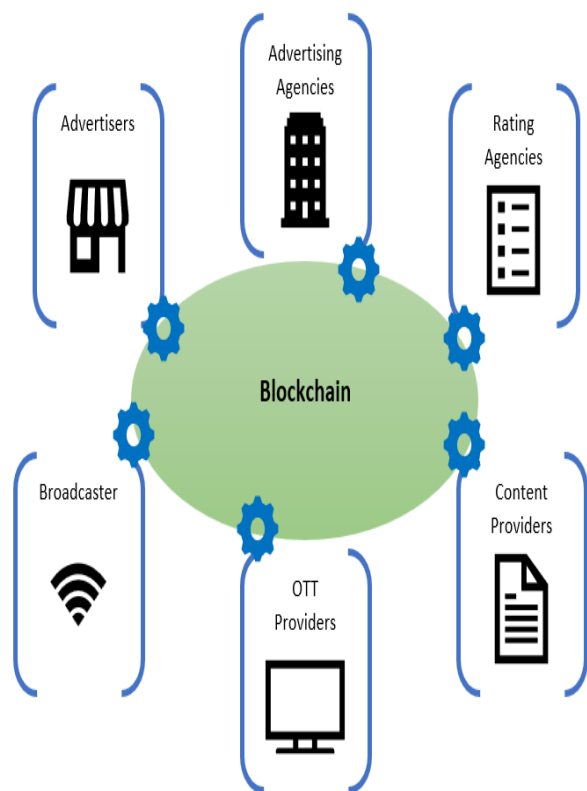 Advertising
Agencies
Advertisers
Rating
Agencies
Blockchain
Broadcaster
Content
Providers
OTT
Providers